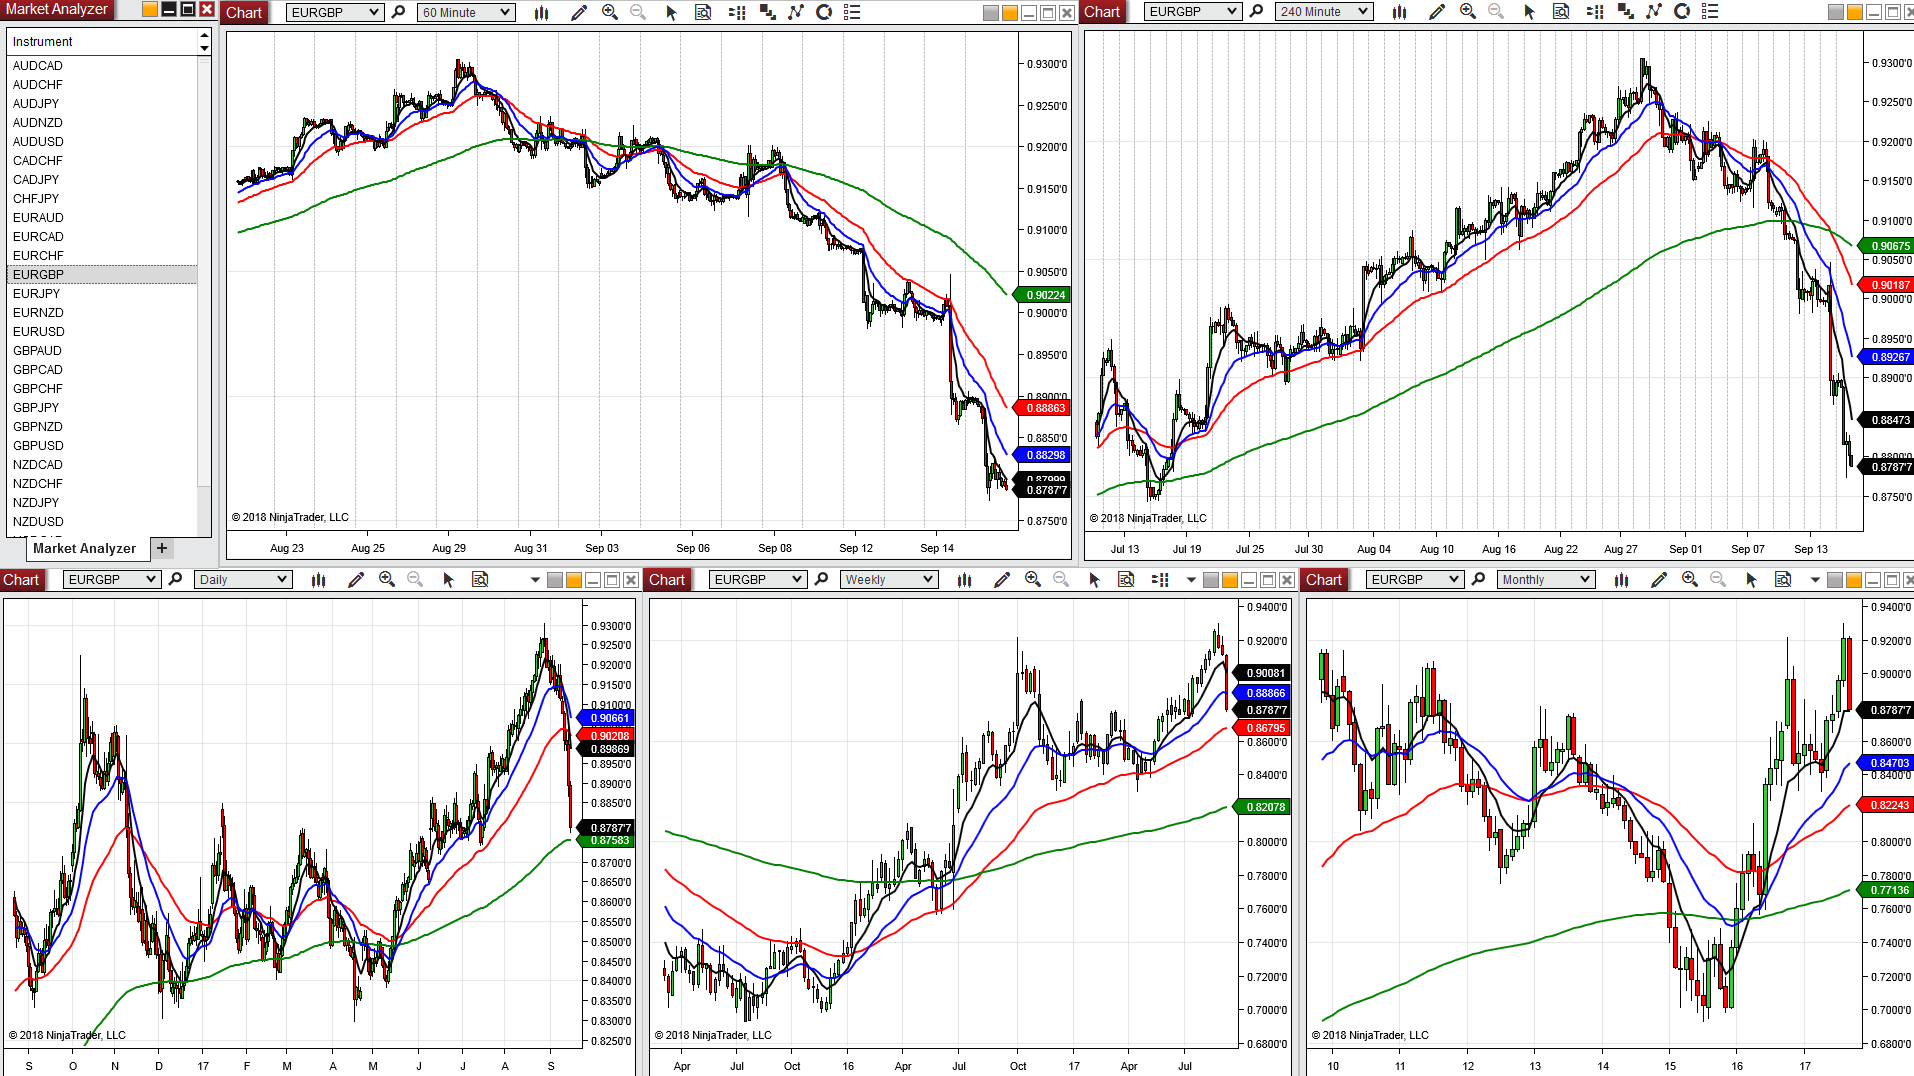 Market Analyzer
Instrument
AUDCAD
AUDCHF
AUDJPY
AUDNZD
AUDUSD
CADCHF
CADJPY
CHFJPY
EURAUD
EURCAD
EURCHF
EURGBP
EURJPY
EURNZD
EURUSD
GBPAUD
GBPCAD
GBPCHF
GBPJPY
GBPNZD
GBPUSD
NZDCAD
NZDCHF
NZDJPY
NZDUSD
Market Analyzer +
Chart EURGBP 60 Minute
0.9300'0
0.9250'0
0.9200'0
0.9150'0
0.9100'0
0.9050'0
0.90224
0.9000'0
0.8950'0
0.8900'0
0.88863
0.8850'0
0.88298
0.87999
0.8787'7
0.8750'0
© 2018 NinjaTrader, LLC
Aug 23 Aug 25 Aug 29 Aug 31 Sep 03 Sep 06 Sep 08 Sep 12 Sep 14
Chart EURGBP 240 Minute
0.9300'0
0.9250'0
0.9200'0
0.9150'0
0.9100'0
0.90675
0.9050'0
0.90187
0.9000'0
0.8950'0
0.89267
0.8900'0
0.88473
0.8800'0
0.8787'7
0.8750'0
© 2018 NinjaTrader, LLC
Jul 13 Jul 19 Jul 25 Jul 30 Aug 04 Aug 10 Aug 16 Aug 22 Aug 27 Sep 01 Sep 07 Sep 13
Chart EURGBP Daily
0.9300'0
0.9250'0
0.9200'0
0.9150'0
0.9100'0
0.90661
0.90208
0.89869
0.8950'0
0.8900'0
0.8850'0
0.8787'7
0.87583
0.8700'0
0.8650'0
0.8600'0
0.8550'0
0.8500'0
0.8450'0
0.8400'0
0.8350'0
0.8300'0
0.8250'0
© 2018 NinjaTrader, LLC
S O N D 17 F M A M J J A S
Chart EURGBP Weekly
0.9400'0
0.9200'0
0.90081
0.88866
0.8787'7
0.86795
0.8600'0
0.8400'0
0.82078
0.8000'0
0.7800'0
0.7600'0
0.7400'0
0.7200'0
0.7000'0
0.6800'0
© 2018 NinjaTrader, LLC
Apr Jul Oct 16 Apr Jul Oct 17 Apr Jul
Chart EURGBP Monthly
0.9400'0
0.9200'0
0.9000'0
0.8787'7
0.8600'0
0.84703
0.8400'0
0.82243
0.8000'0
0.7800'0
0.77136
0.7600'0
0.7400'0
0.7200'0
0.7000'0
0.6800'0
© 2018 NinjaTrader, LLC
10 11 12 13 14 15 16 17